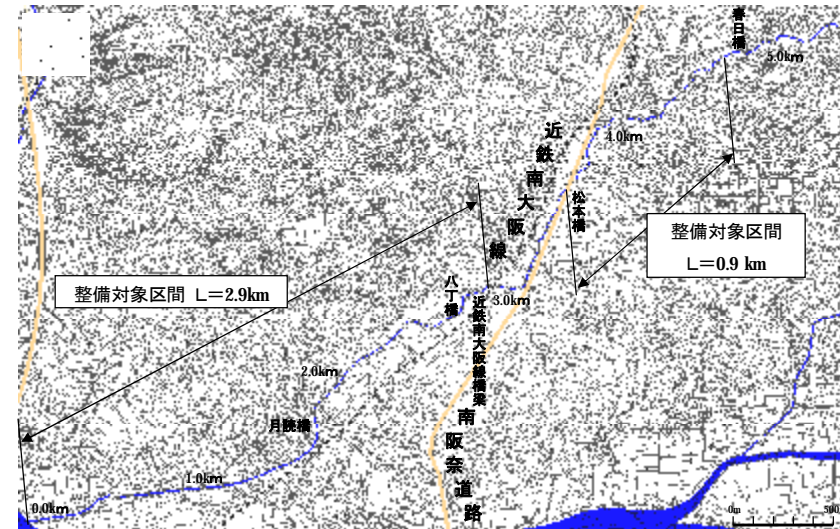 春日橋
5.0km
近鉄南大阪線
4.0km
松本橋
整備対象区間
L=0.9 km
整備対象区間 L=2.9km
八丁橋
3.0km
近鉄南大阪線橋梁
2.0km
月読橋
南阪奈道路
1.0km
0.0km
0m